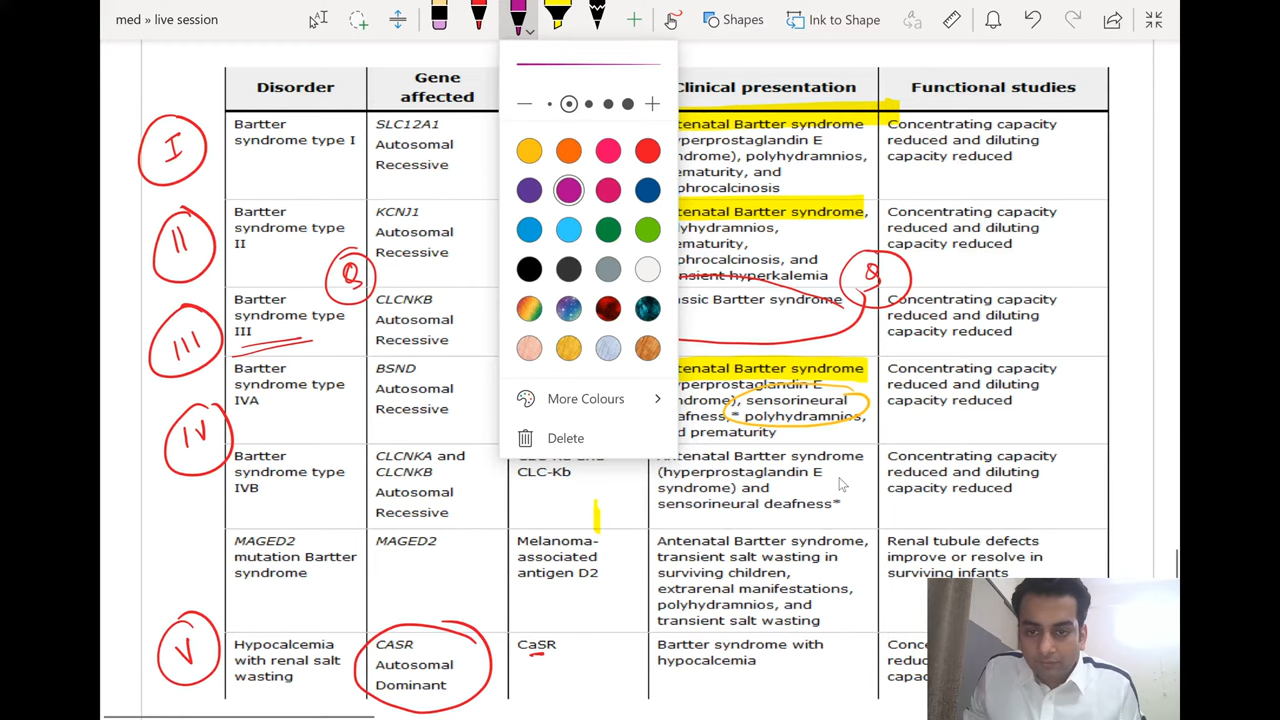 med » live session
Shapes
Ink to Shape
Disorder
Gene affected
Clinical presentation
Functional studies
Bartter
syndrome type I
SLC12A1
Autosomal
Recessive
tenatal Bartter syndrome
yperprostaglandin E
ndrome), polyhydramnios,
ematurity, and
phrocalcinosis
Concentrating capacity
reduced and diluting
capacity reduced
I
Bartter
syndrome type
II
KCNJ1
Autosomal
Recessive
tenatal Bartter syndrome,
lyhydramnios,
ematurity,
phrocalcinosis, and
nsient hyperkalemia
Concentrating capacity
reduced and diluting
capacity reduced
II
Bartter
syndrome type
III
CLCNKB
Autosomal
Recessive
assic Bartter syndrome
Concentrating capacity
reduced and diluting
capacity reduced
III
Bartter
syndrome type
IVA
BSND
Autosomal
Recessive
tenatal Bartter syndrome
yperprostaglandin E
ndrome), sensorineural
afness,* polyhydramnios,
d prematurity
Concentrating capacity
reduced and diluting
capacity reduced
IV
Bartter
syndrome type
IVB
CLCNKA and
CLCNKB
Autosomal
Recessive
CLC-Kb
Antenatal Bartter syndrome
(hyperprostaglandin E
syndrome) and
sensorineural deafness*
Concentrating capacity
reduced and diluting
capacity reduced
MAGED2
mutation Bartter
syndrome
MAGED2
Melanoma-
associated
antigen D2
Antenatal Bartter syndrome,
transient salt wasting in
surviving children,
extrarenal manifestations,
polyhydramnios, and
transient salt wasting
Renal tubule defects
improve or resolve in
surviving infants
Hypocalcemia
with renal salt
wasting
CASR
Autosomal
Dominant
CaSR
Bartter syndrome with
hypocalcemia
V
More Colours
Delete